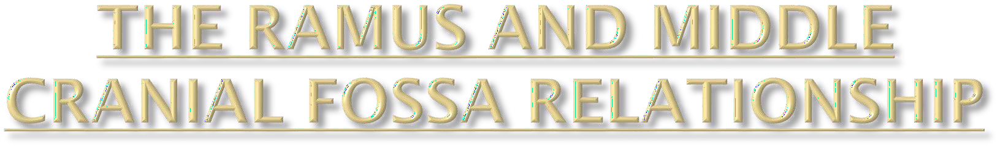 THE RAMUS AND MIDDLE
CRANIAL FOSSA RELATIONSHIP